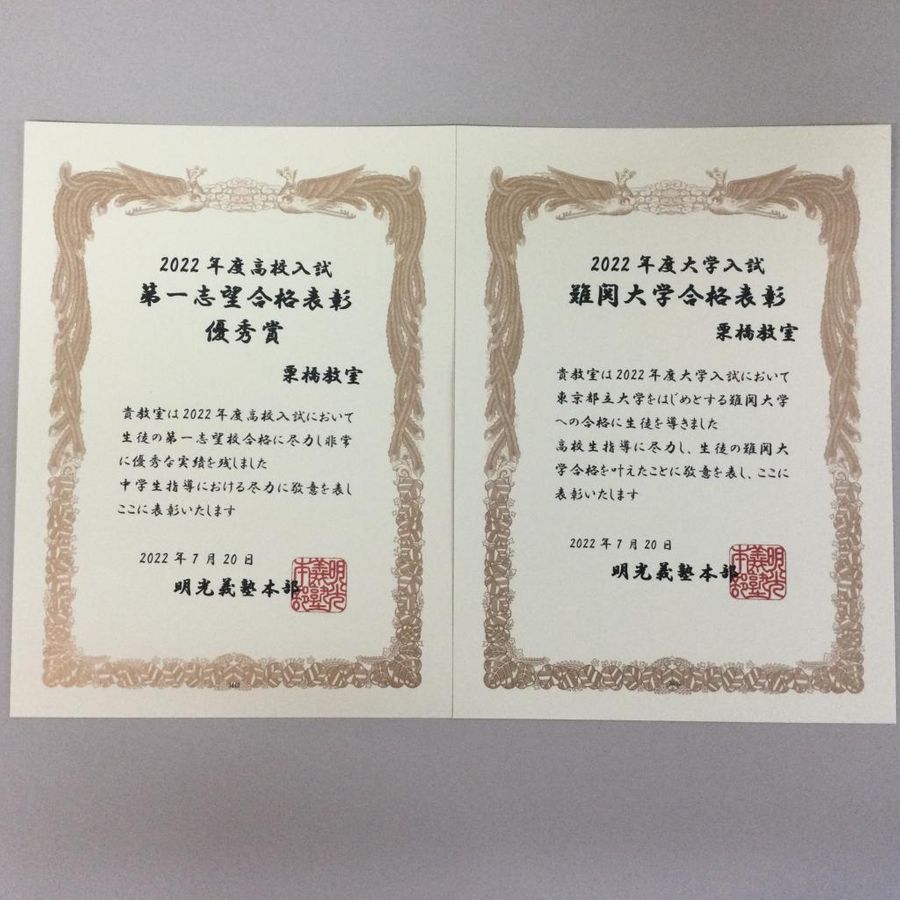 2022年度高校入試
第一志望合格表彰
優秀賞
栗橋教室
貴教室は2022年度高校入試において
生徒の第一志望校合格に尽力し非常
に優秀な実績を残しました
中学生指導における尽力に敬意を表し
ここに表彰いたします
2022年7月20日
明光義塾本部
明光義塾本部
2022年度大学入試
難関大学合格表彰
栗橋教室
貴教室は2022年度大学入試において
東京都立大学をはじめとする難関大学
への合格に生徒を導きました
高校生指導に尽力し、生徒の難関大
学合格を叶えたことに敬意を表し、ここに
表彰いたします
2022年7月20日
明光義塾本部
明光義塾本部